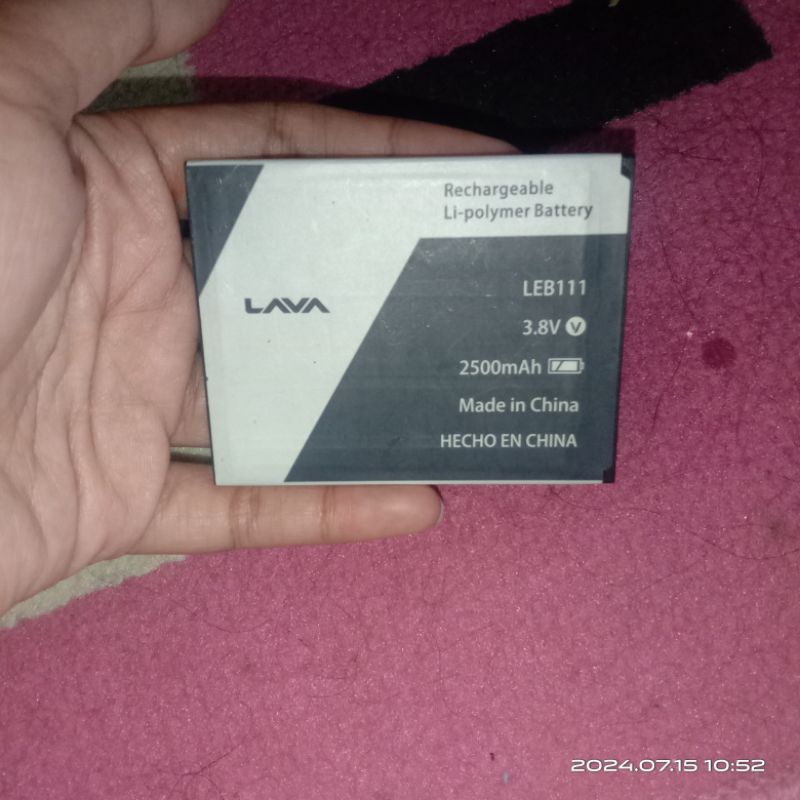 Rechargeable
Li-polymer Battery
LAVA
LEB111
3.8V V
2500mAh
Made in China
HECHO EN CHINA
2024.07.15 10:52